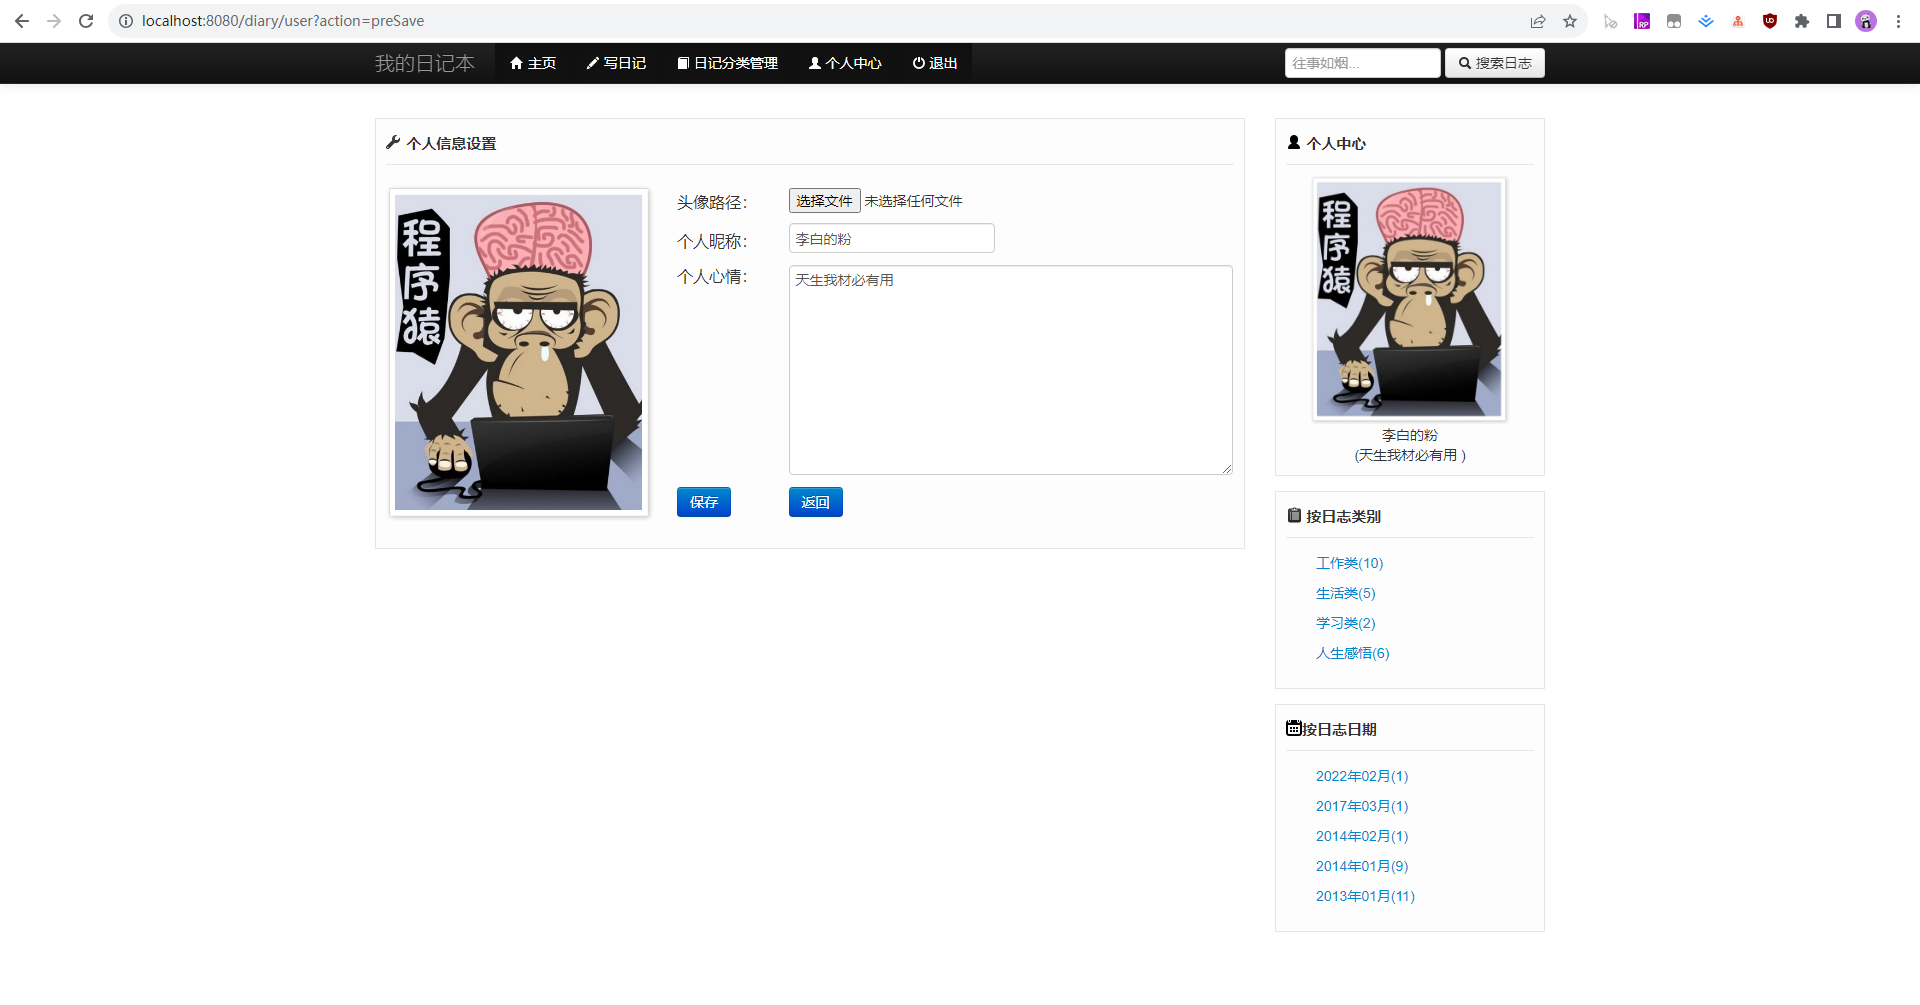 localhost:8080/diary/user?action=preSave
我的日记本 主页 写日记 日记分类管理 个人中心 退出 往事如烟... 搜索日志
个人信息设置
程序猿
头像路径： 选择文件 未选择任何文件
个人昵称： 李白的粉
个人心情： 天生我材必有用
保存 返回
个人中心
程序猿
李白的粉
(天生我材必有用 )
按日志类别
工作类(10)
生活类(5)
学习类(2)
人生感悟(6)
按日志日期
2022年02月(1)
2017年03月(1)
2014年02月(1)
2014年01月(9)
2013年01月(11)